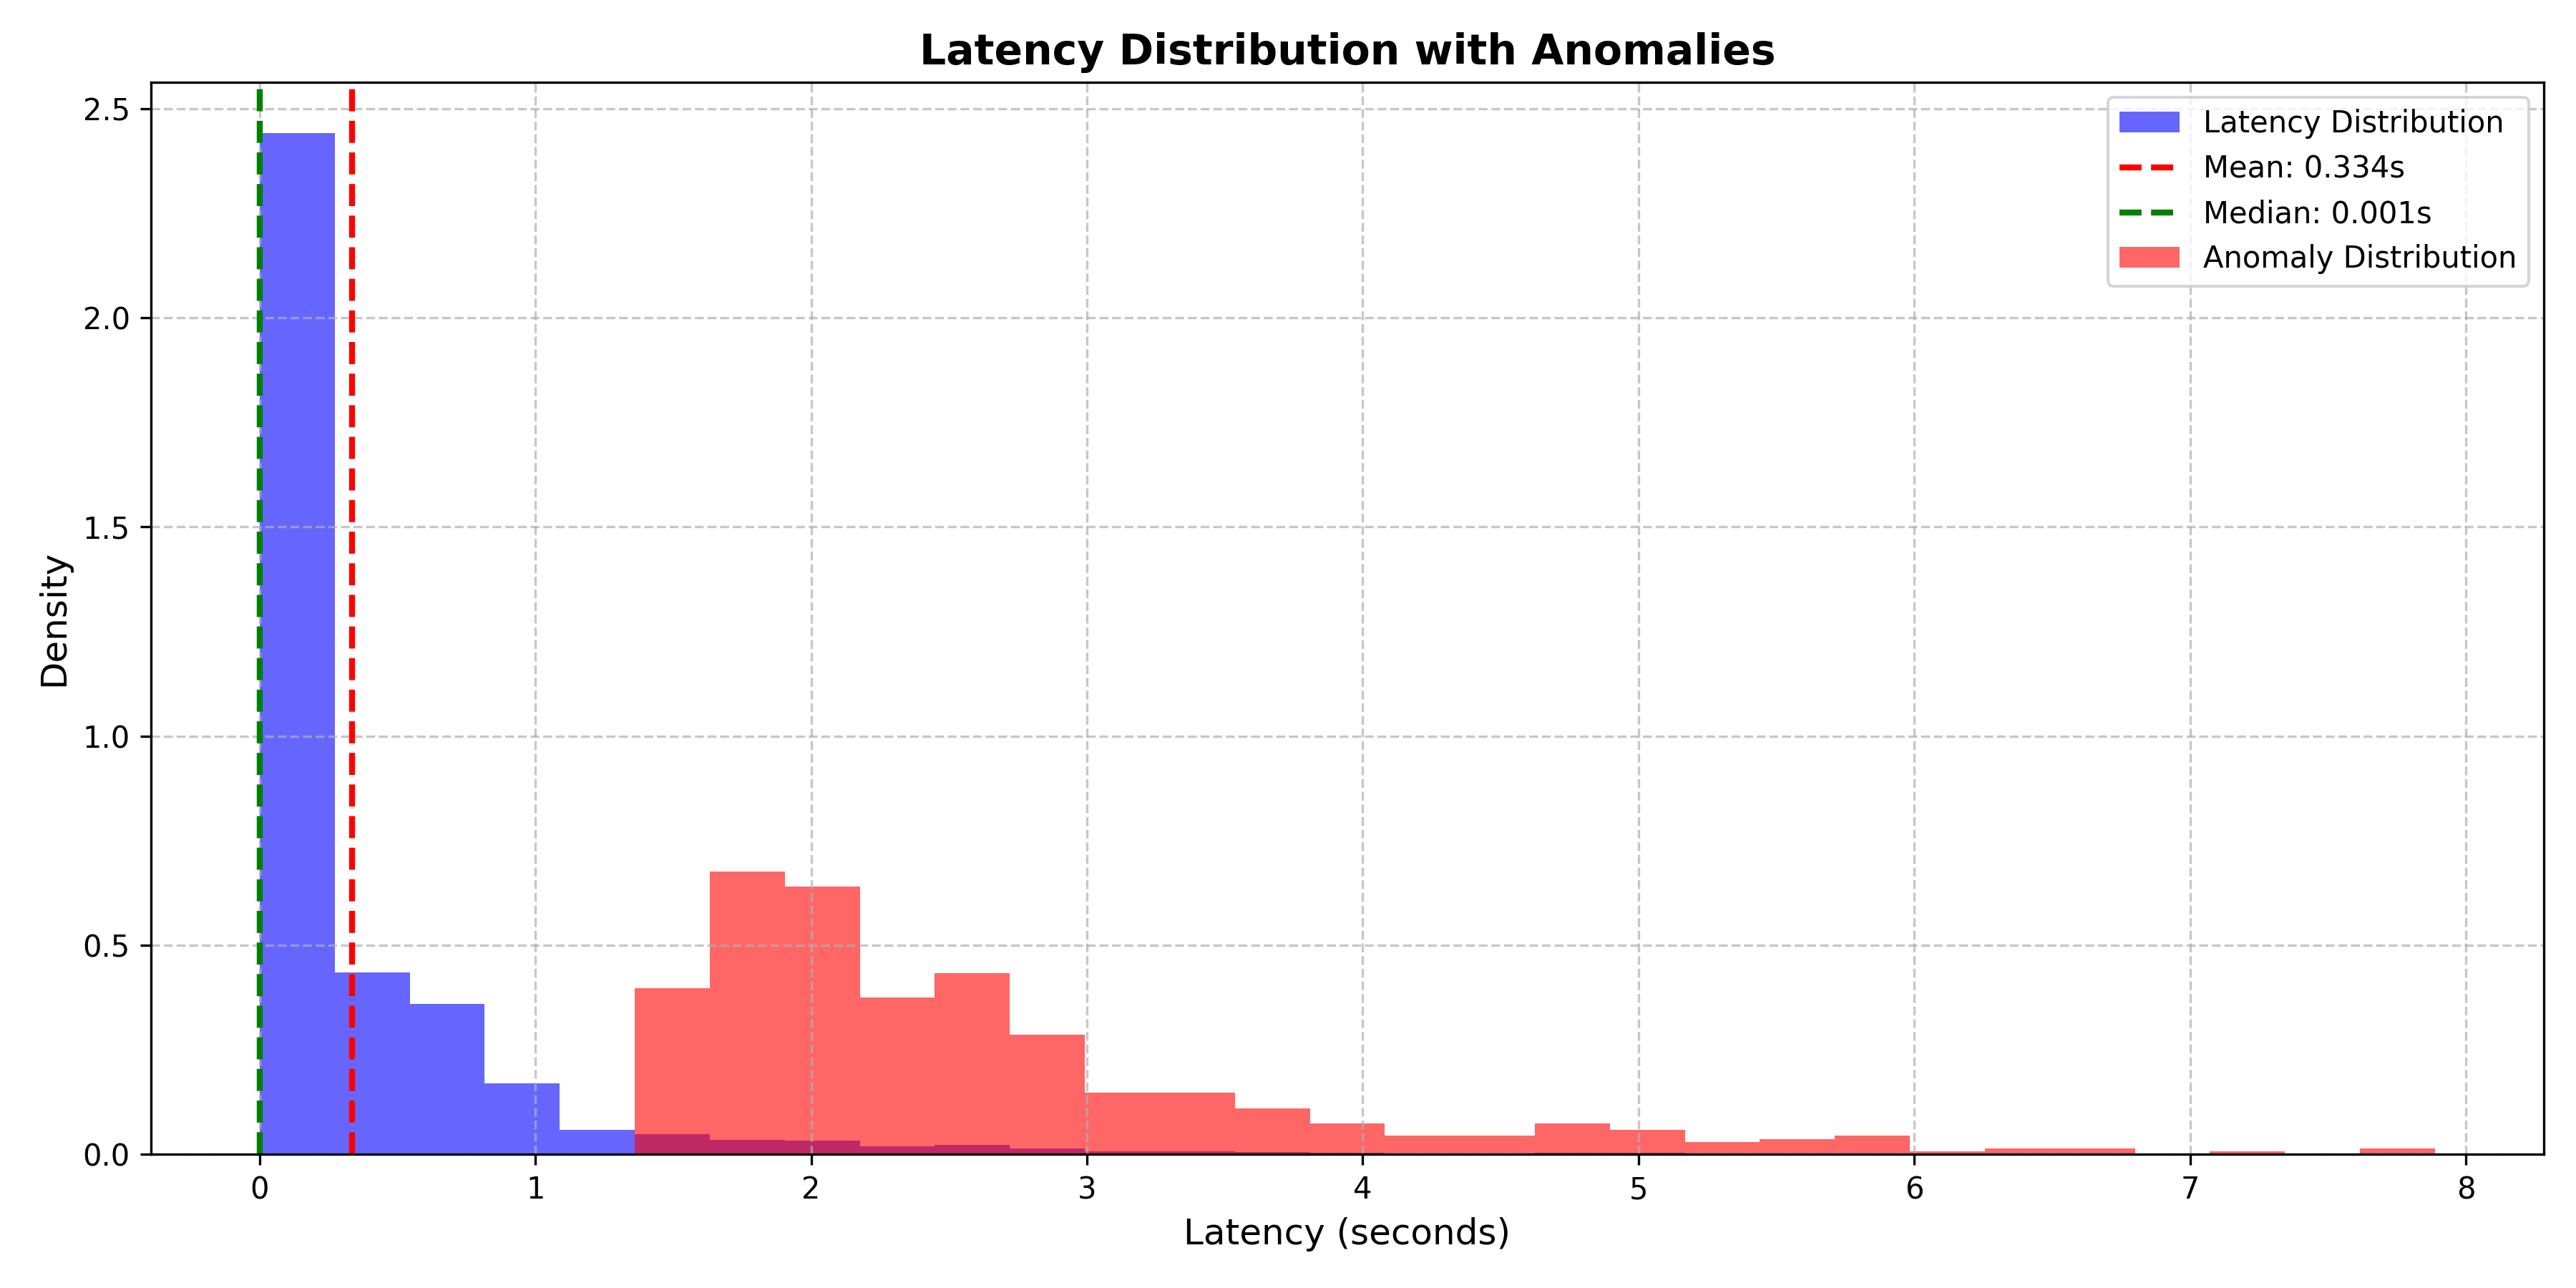 Latency Distribution with Anomalies
2.5
2.0
1.5
1.0
0.5
0.0
Density
Latency Distribution
Mean: 0.334s
Median: 0.001s
Anomaly Distribution
0 1 2 3 4 5 6 7 8
Latency (seconds)